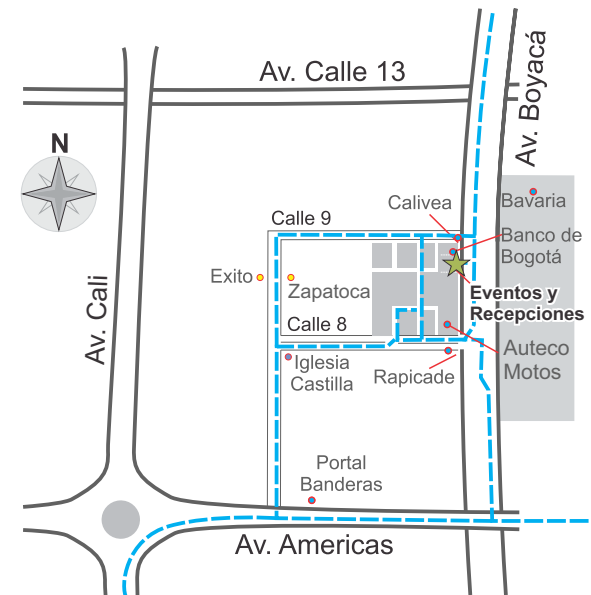 Av. Calle 13
Av. Boyacá
N
Bavaria
Calivea
Calle 9
Banco de
Bogotá
Exito
Zapatoca
Eventos y
Recepciones
Av. Cali
Calle 8
Auteco
Motos
Iglesia
Castilla
Rapicade
Portal
Banderas
Av. Americas